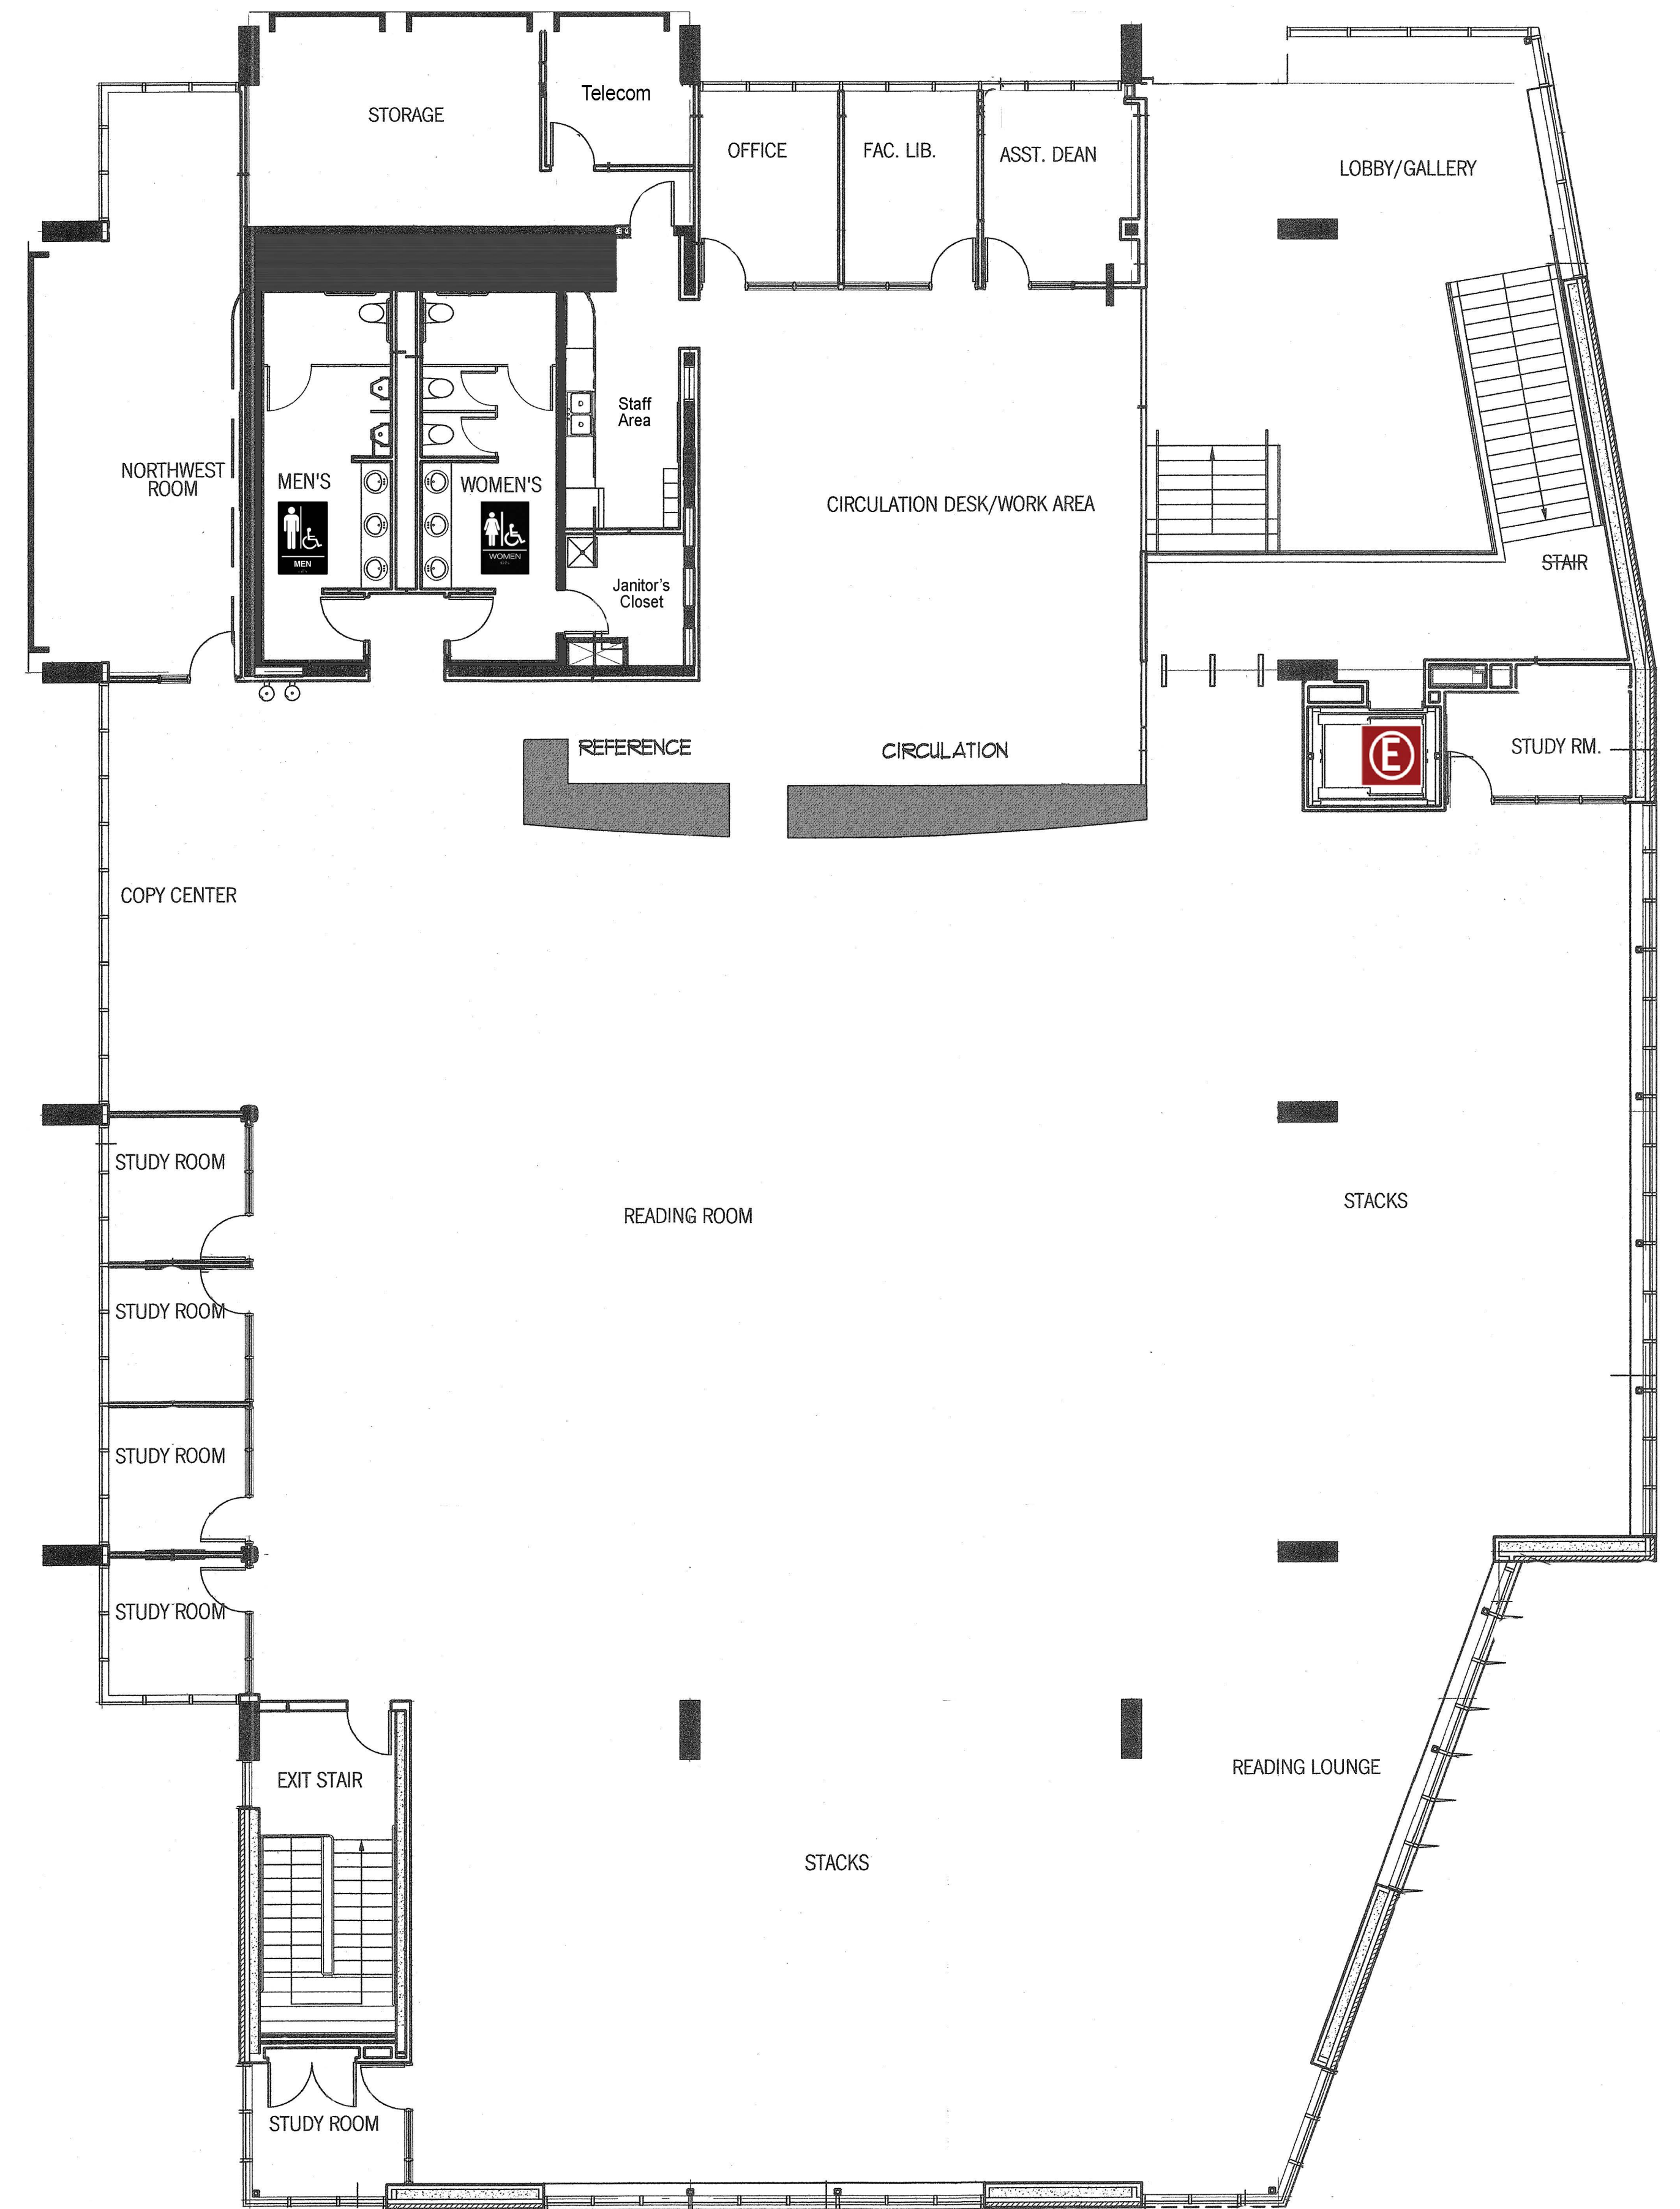 STORAGE
Telecom
OFFICE
FAC. LIB.
ASST. DEAN
LOBBY/GALLERY
Staff
Area
NORTHWEST
ROOM
MEN'S
WOMEN'S
MEN
WOMEN
CIRCULATION DESK/WORK AREA
STAIR
Janitor's
Closet
REFERENCE
CIRCULATION
E
STUDY RM.
COPY CENTER
STUDY ROOM
READING ROOM
STACKS
STUDY ROOM
STUDY ROOM
STUDY ROOM
EXIT STAIR
READING LOUNGE
STACKS
STUDY ROOM